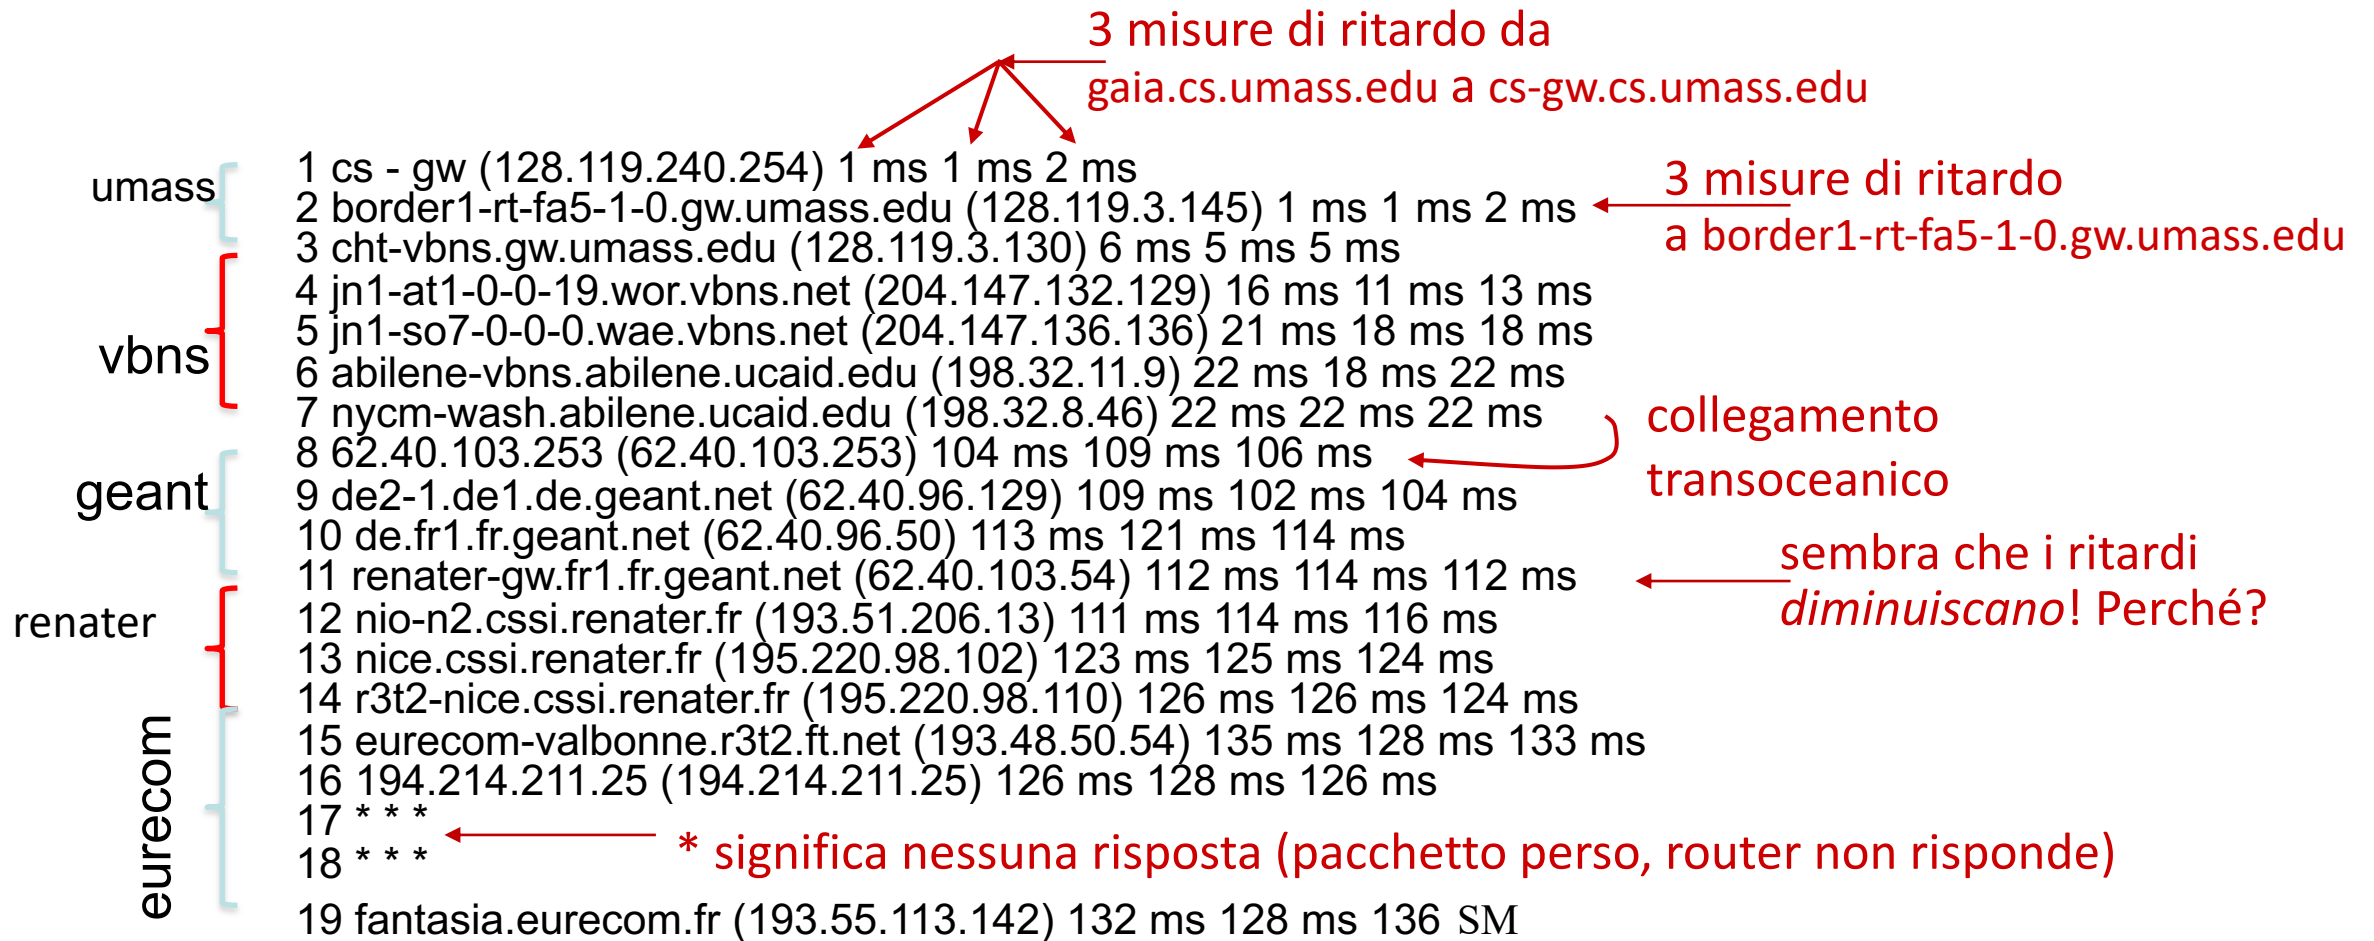 3 misure di ritardo da
gaia.cs.umass.edu a cs-gw.cs.umass.edu
umass
1 cs - gw (128.119.240.254) 1 ms 1 ms 2 ms
2 border1-rt-fa5-1-0.gw.umass.edu (128.119.3.145) 1 ms 1 ms 2 ms
3 misure di ritardo
a border1-rt-fa5-1-0.gw.umass.edu
3 cht-vbns.gw.umass.edu (128.119.3.130) 6 ms 5 ms 5 ms
vbns
4 jn1-at1-0-0-19.wor.vbns.net (204.147.132.129) 16 ms 11 ms 13 ms
5 jn1-so7-0-0-0.wae.vbns.net (204.147.136.136) 21 ms 18 ms 18 ms
6 abilene-vbns.abilene.ucaid.edu (198.32.11.9) 22 ms 18 ms 22 ms
7 nycm-wash.abilene.ucaid.edu (198.32.8.46) 22 ms 22 ms 22 ms
collegamento
transoceanico
geant
8 62.40.103.253 (62.40.103.253) 104 ms 109 ms 106 ms
9 de2-1.de1.de.geant.net (62.40.96.129) 109 ms 102 ms 104 ms
10 de.fr1.fr.geant.net (62.40.96.50) 113 ms 121 ms 114 ms
11 renater-gw.fr1.fr.geant.net (62.40.103.54) 112 ms 114 ms 112 ms
sembra che i ritardi
diminuiscano! Perché?
renater
12 nio-n2.cssi.renater.fr (193.51.206.13) 111 ms 114 ms 116 ms
13 nice.cssi.renater.fr (195.220.98.102) 123 ms 125 ms 124 ms
14 r3t2-nice.cssi.renater.fr (195.220.98.110) 126 ms 126 ms 124 ms
eurecom
15 eurecom-valbonne.r3t2.ft.net (193.48.50.54) 135 ms 128 ms 133 ms
16 194.214.211.25 (194.214.211.25) 126 ms 128 ms 126 ms
17 * * *
18 * * *
* significa nessuna risposta (pacchetto perso, router non risponde)
19 fantasia.eurecom.fr (193.55.113.142) 132 ms 128 ms 136 SM